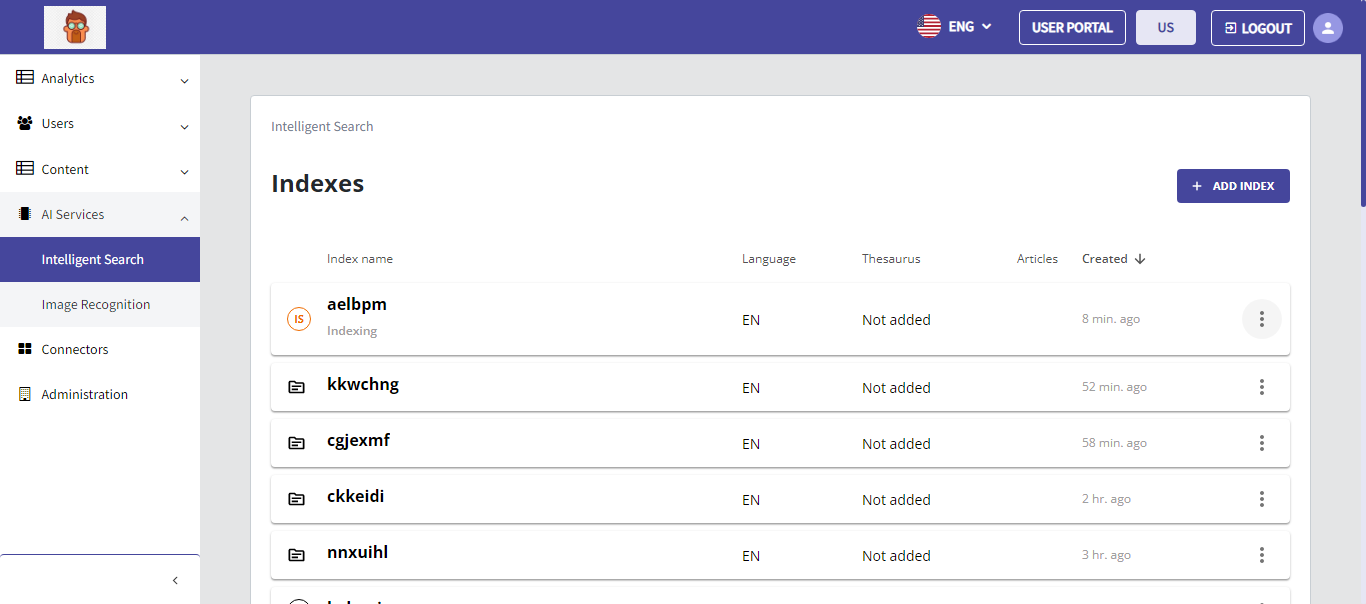 ENG
USER PORTAL
US
LOGOUT
Analytics
Users
Content
AI Services
Intelligent Search
Image Recognition
Connectors
Administration
Intelligent Search
Indexes
+ ADD INDEX
Index name Language Thesaurus Articles Created
IS
aelbpm
Indexing
EN Not added 8 min. ago
kkwchng EN Not added 52 min. ago
cgjexmf EN Not added 58 min. ago
ckkeidi EN Not added 2 hr. ago
nnxuihl EN Not added 3 hr. ago